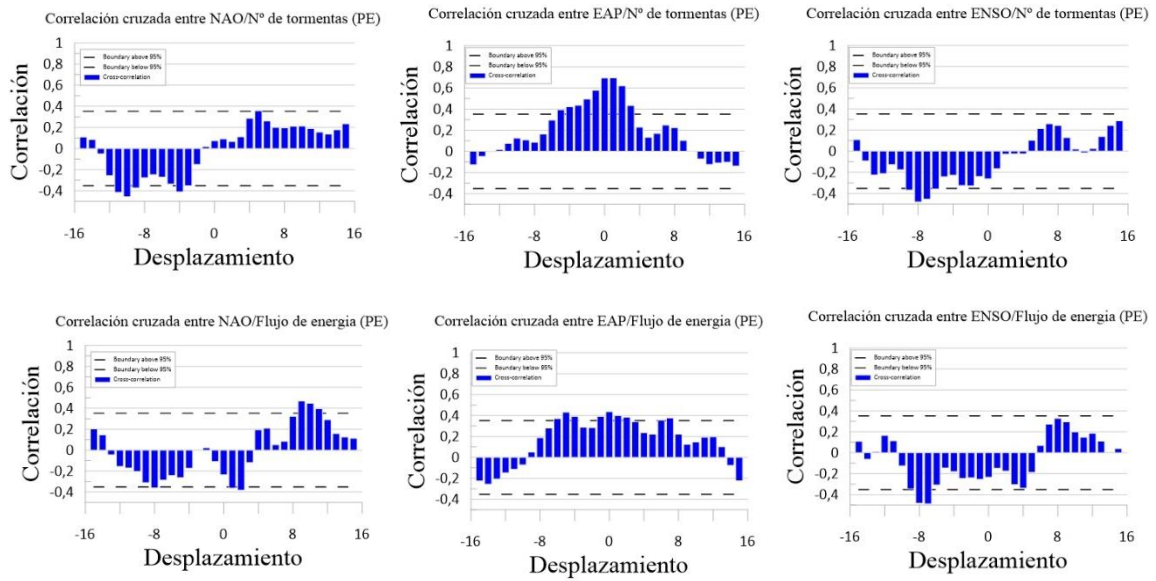 Correlación cruzada entre NAO/Nº de tormentas (PE)
1
0,8
0,6
0,4
0,2
0
-0,2
-0,4
Boundary above 95%
Boundary below 95%
Cross-correlation
Correlación
-16 -8 0 8 16
Desplazamiento
Correlación cruzada entre EAP/Nº de tormentas (PE)
1
0,8
0,6
0,4
0,2
0
-0,2
-0,4
Boundary above 95%
Boundary below 95%
Cross-correlation
Correlación
-16 -8 0 8 16
Desplazamiento
Correlación cruzada entre ENSO/Nº de tormentas (PE)
1
0,8
0,6
0,4
0,2
0
-0,2
-0,4
Boundary above 95%
Boundary below 95%
Cross-correlation
Correlación
-16 -8 0 8 16
Desplazamiento
Correlación cruzada entre NAO/Flujo de energia (PE)
1
0,8
0,6
0,4
0,2
0
-0,2
-0,4
Boundary above 95%
Boundary below 95%
Cross-correlation
Correlación
-16 -8 0 8 16
Desplazamiento
Correlación cruzada entre EAP/Flujo de energia (PE)
1
0,8
0,6
0,4
0,2
0
-0,2
-0,4
Boundary above 95%
Boundary below 95%
Cross-correlation
Correlación
-16 -8 0 8 16
Desplazamiento
Correlación cruzada entre ENSO/Flujo de energia (PE)
1
0,8
0,6
0,4
0,2
0
-0,2
-0,4
Boundary above 95%
Boundary below 95%
Cross-correlation
Correlación
-16 -8 0 8 16
Desplazamiento